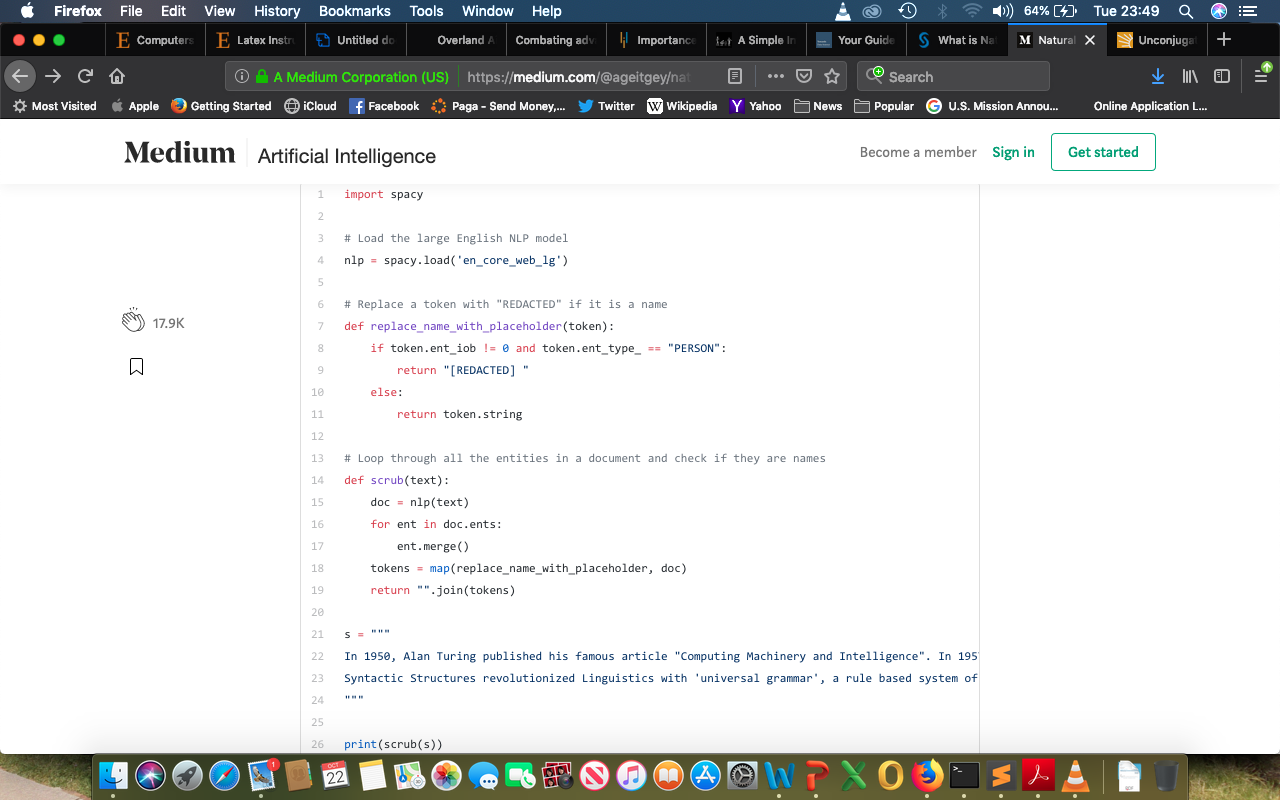 Firefox File Edit View History Bookmarks Tools Window Help 64% Tue 23:49
Computers Latex Instr Untitled do Overland A Combating adv Importance A Simple In Your Guide What is Na Natural Unconjuga
A Medium Corporation (US) https://medium.com/@ageitgey/nat Search
Most Visited Apple Getting Started iCloud Facebook Paga - Send Money,... Twitter Wikipedia Yahoo News Popular U.S. Mission Annou... Online Application L...
Medium Artificial Intelligence Become a member Sign in Get started
1 import spacy
2
3 # Load the large English NLP model
4 nlp = spacy.load('en_core_web_lg')
5
6 # Replace a token with "REDACTED" if it is a name
7 def replace_name_with_placeholder(token):
8 if token.ent_iob != 0 and token.ent_type_ == "PERSON":
9 return "[REDACTED] "
10 else:
11 return token.string
12
13 # Loop through all the entities in a document and check if they are names
14 def scrub(text):
15 doc = nlp(text)
16 for ent in doc.ents:
17 ent.merge()
18 tokens = map(replace_name_with_placeholder, doc)
19 return "".join(tokens)
20
21 s = """
22 In 1950, Alan Turing published his famous article "Computing Machinery and Intelligence". In 195
23 Syntactic Structures revolutionized Linguistics with 'universal grammar', a rule based system of
24 """
25
26 print(scrub(s))
17.9K
OCT
22
1